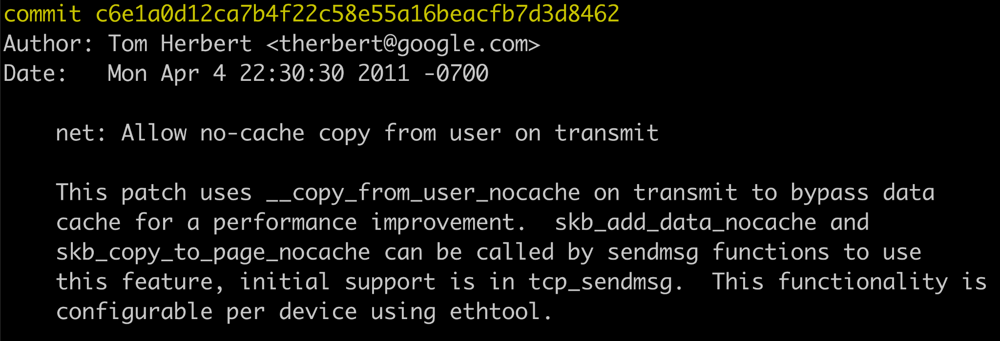 commit c6e1a0d12ca7b4f22c58e55a16beacfb7d3d8462
Author: Tom Herbert <therbert@google.com>
Date:   Mon Apr 4 22:30:30 2011 -0700

    net: Allow no-cache copy from user on transmit

    This patch uses __copy_from_user_nocache on transmit to bypass data
    cache for a performance improvement.  skb_add_data_nocache and
    skb_copy_to_page_nocache can be called by sendmsg functions to use
    this feature, initial support is in tcp_sendmsg.  This functionality is
    configurable per device using ethtool.